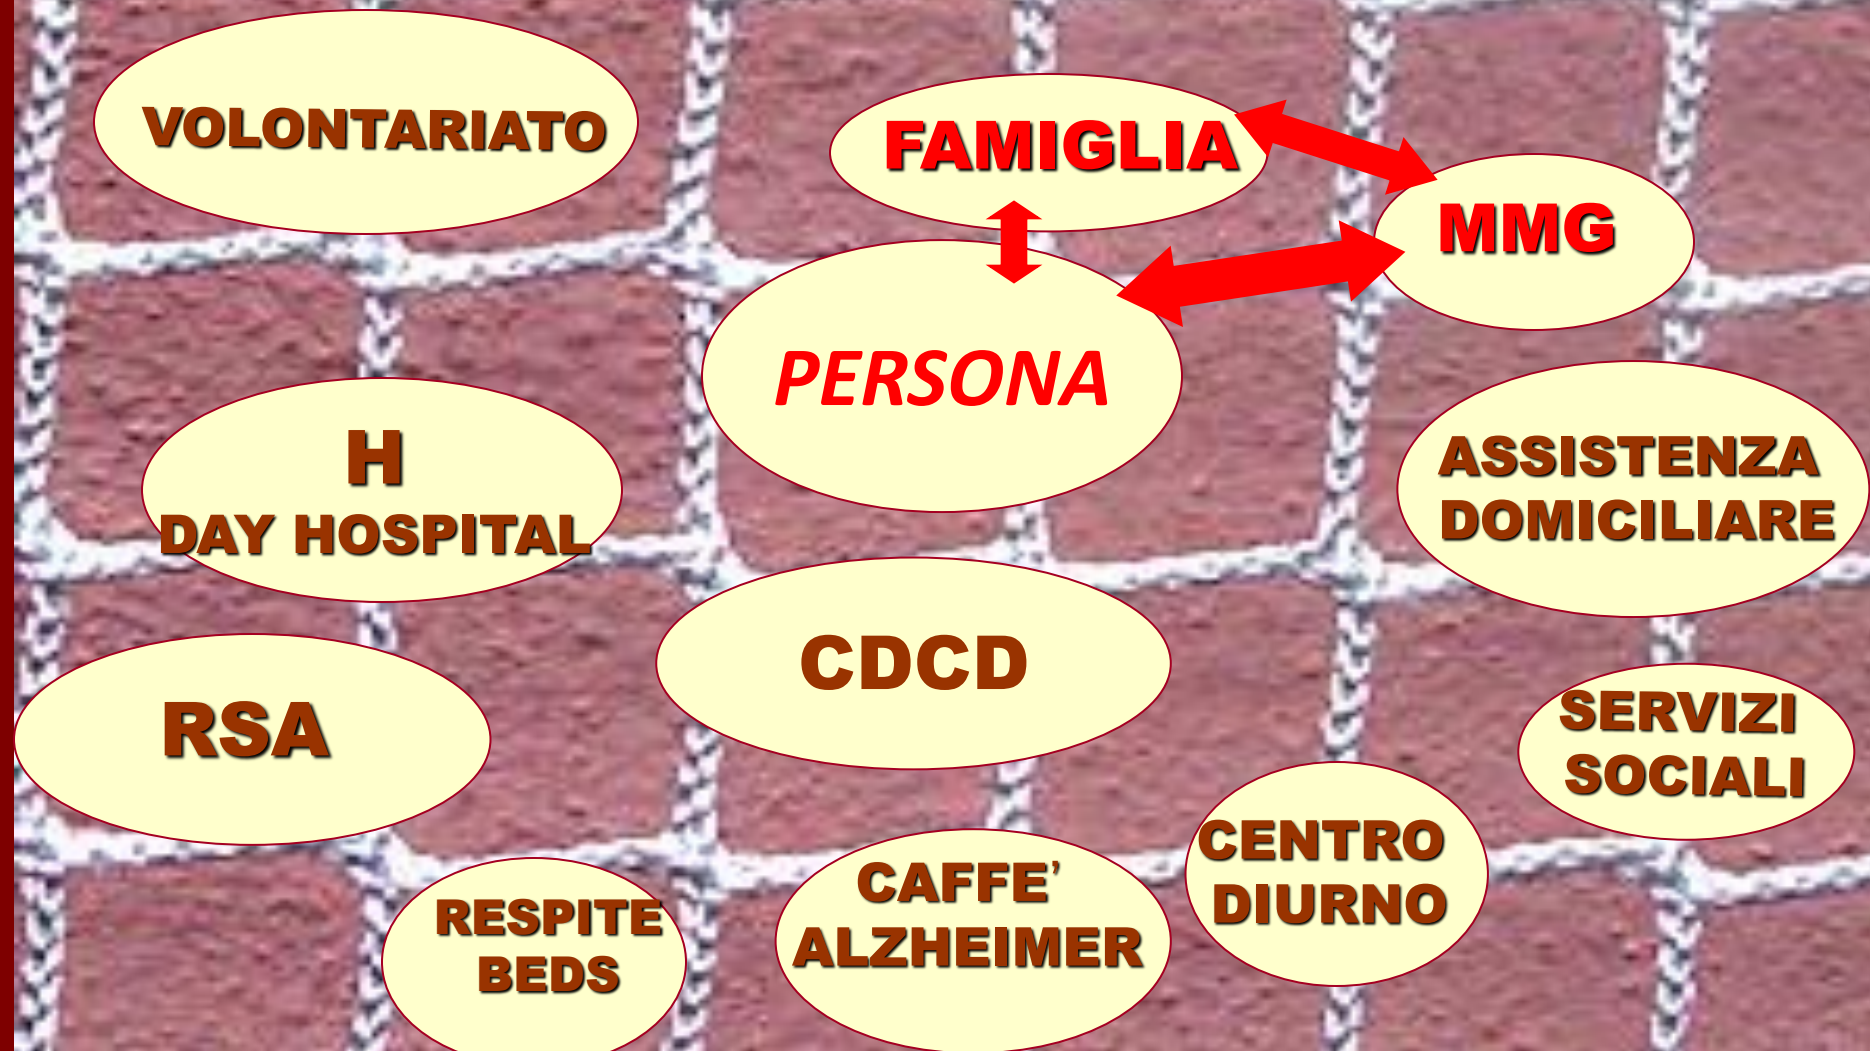 VOLONTARIATO
FAMIGLIA
MMG
PERSONA
H
DAY HOSPITAL
ASSISTENZA
DOMICILIARE
CDCD
RSA
SERVIZI
SOCIALI
CENTRO
DIURNO
CAFFE’
ALZHEIMER
RESPITE
BEDS